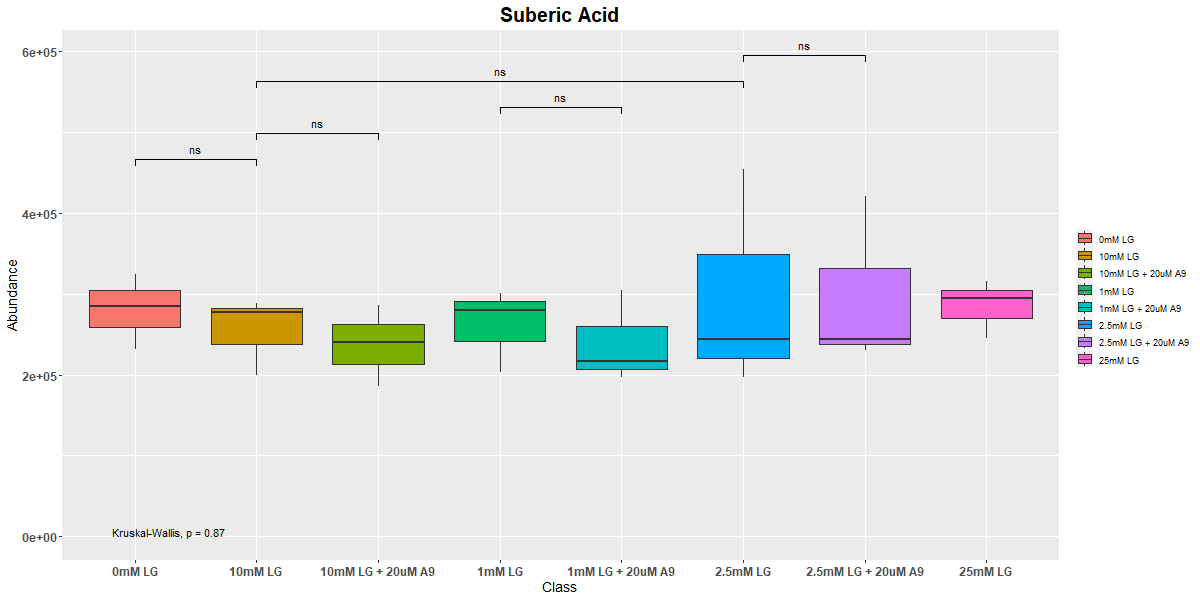 Suberic Acid
6e+05
4e+05
2e+05
0e+00
Abundance
ns
ns
ns
ns
ns
Kruskal-Wallis, p = 0.87
0mM LG
10mM LG
10mM LG + 20uM A9
1mM LG
1mM LG + 20uM A9
2.5mM LG
2.5mM LG + 20uM A9
25mM LG
Class
0mM LG
10mM LG
10mM LG + 20uM A9
1mM LG
1mM LG + 20uM A9
2.5mM LG
2.5mM LG + 20uM A9
25mM LG